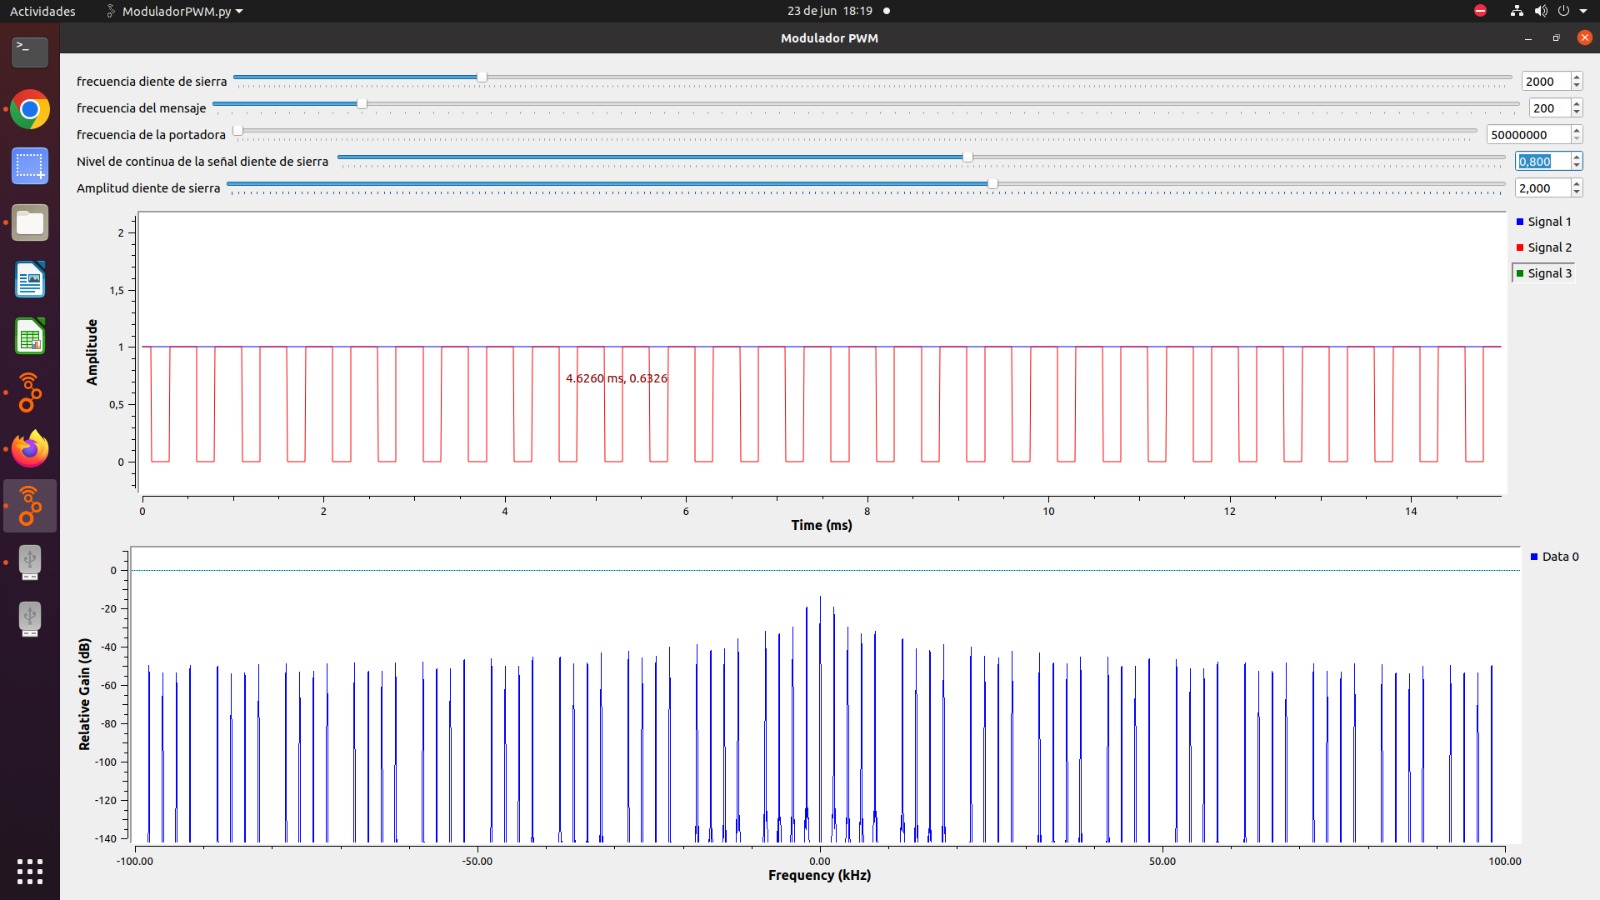 Actividades ModuladorPWM.py 23 de jun 18:19
Modulador PWM
frecuencia diente de sierra 2000
frecuencia del mensaje 200
frecuencia de la portadora 50000000
Nivel de continua de la señal diente de sierra 0,800
Amplitud diente de sierra 2,000
2
1,5
1
0,5
0
Amplitude
4.6260 ms, 0.6326
Signal 1
Signal 2
Signal 3
0 2 4 6 8 10 12 14
Time (ms)
0
-20
-40
-60
-80
-100
-120
-140
Relative Gain (dB)
Data 0
-100.00 -50.00 0.00 50.00 100.00
Frequency (kHz)